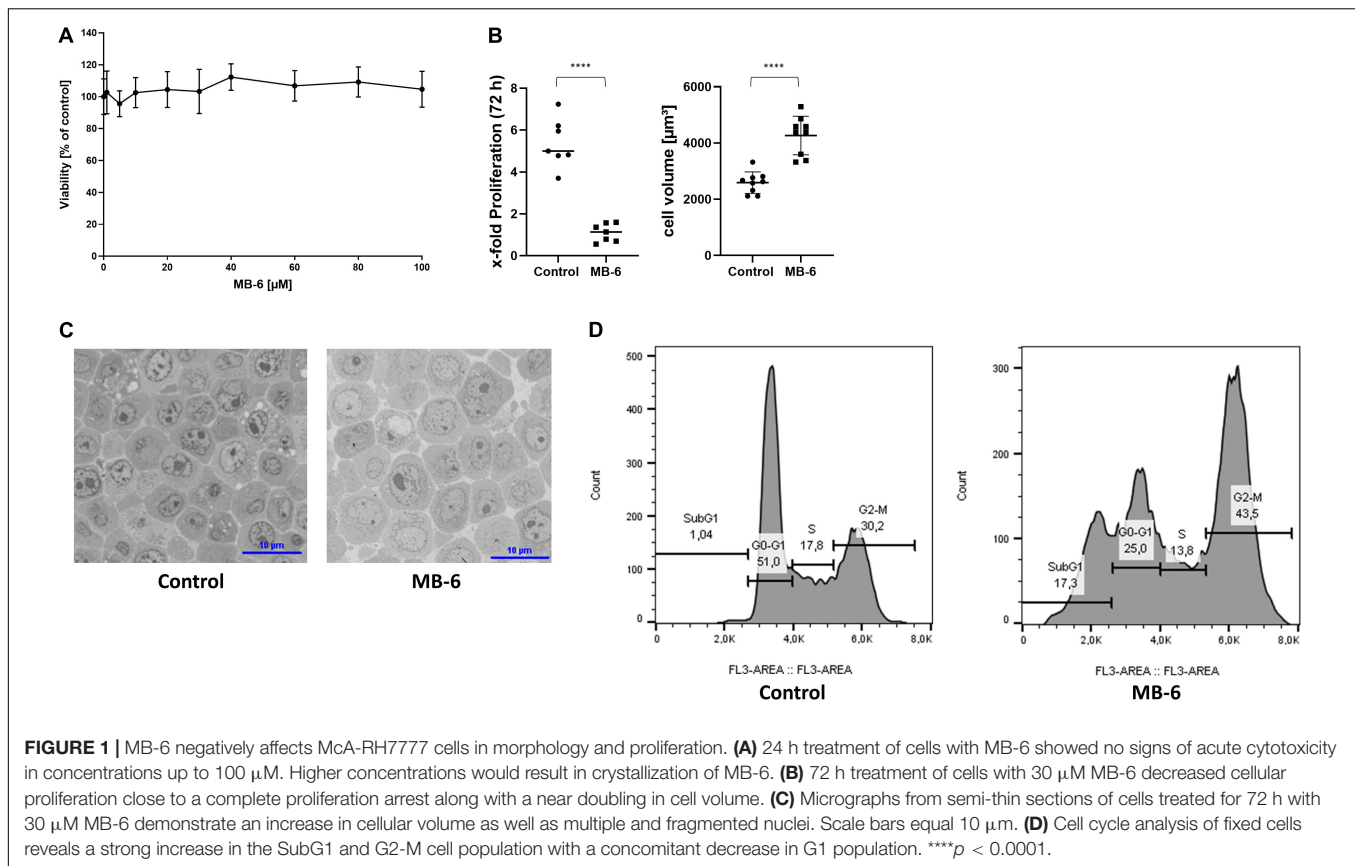 A
140
120
100
80
60
40
20
0
Viability [% of control]
0 20 40 60 80 100
MB-6 [µM]
B
****
8
6
4
2
0
x-fold Proliferation (72 h)
Control MB-6
****
6000
4000
2000
0
cell volume [µm³]
Control MB-6
C
10 µm
Control
10 µm
MB-6
D
500
400
300
200
100
0
Count
SubG1
1,04
G0-G1
51,0
S
17,8
G2-M
30,2
0 2,0K 4,0K 6,0K 8,0K
FL3-AREA :: FL3-AREA
Control
300
200
100
0
Count
SubG1
17,3
G0-G1
25,0
S
13,8
G2-M
43,5
0 2,0K 4,0K 6,0K 8,0K
FL3-AREA :: FL3-AREA
MB-6
FIGURE 1 | MB-6 negatively affects McA-RH7777 cells in morphology and proliferation. (A) 24 h treatment of cells with MB-6 showed no signs of acute cytotoxicity
in concentrations up to 100 µM. Higher concentrations would result in crystallization of MB-6. (B) 72 h treatment of cells with 30 µM MB-6 decreased cellular
proliferation close to a complete proliferation arrest along with a near doubling in cell volume. (C) Micrographs from semi-thin sections of cells treated for 72 h with
30 µM MB-6 demonstrate an increase in cellular volume as well as multiple and fragmented nuclei. Scale bars equal 10 µm. (D) Cell cycle analysis of fixed cells
reveals a strong increase in the SubG1 and G2-M cell population with a concomitant decrease in G1 population. ****p < 0.0001.